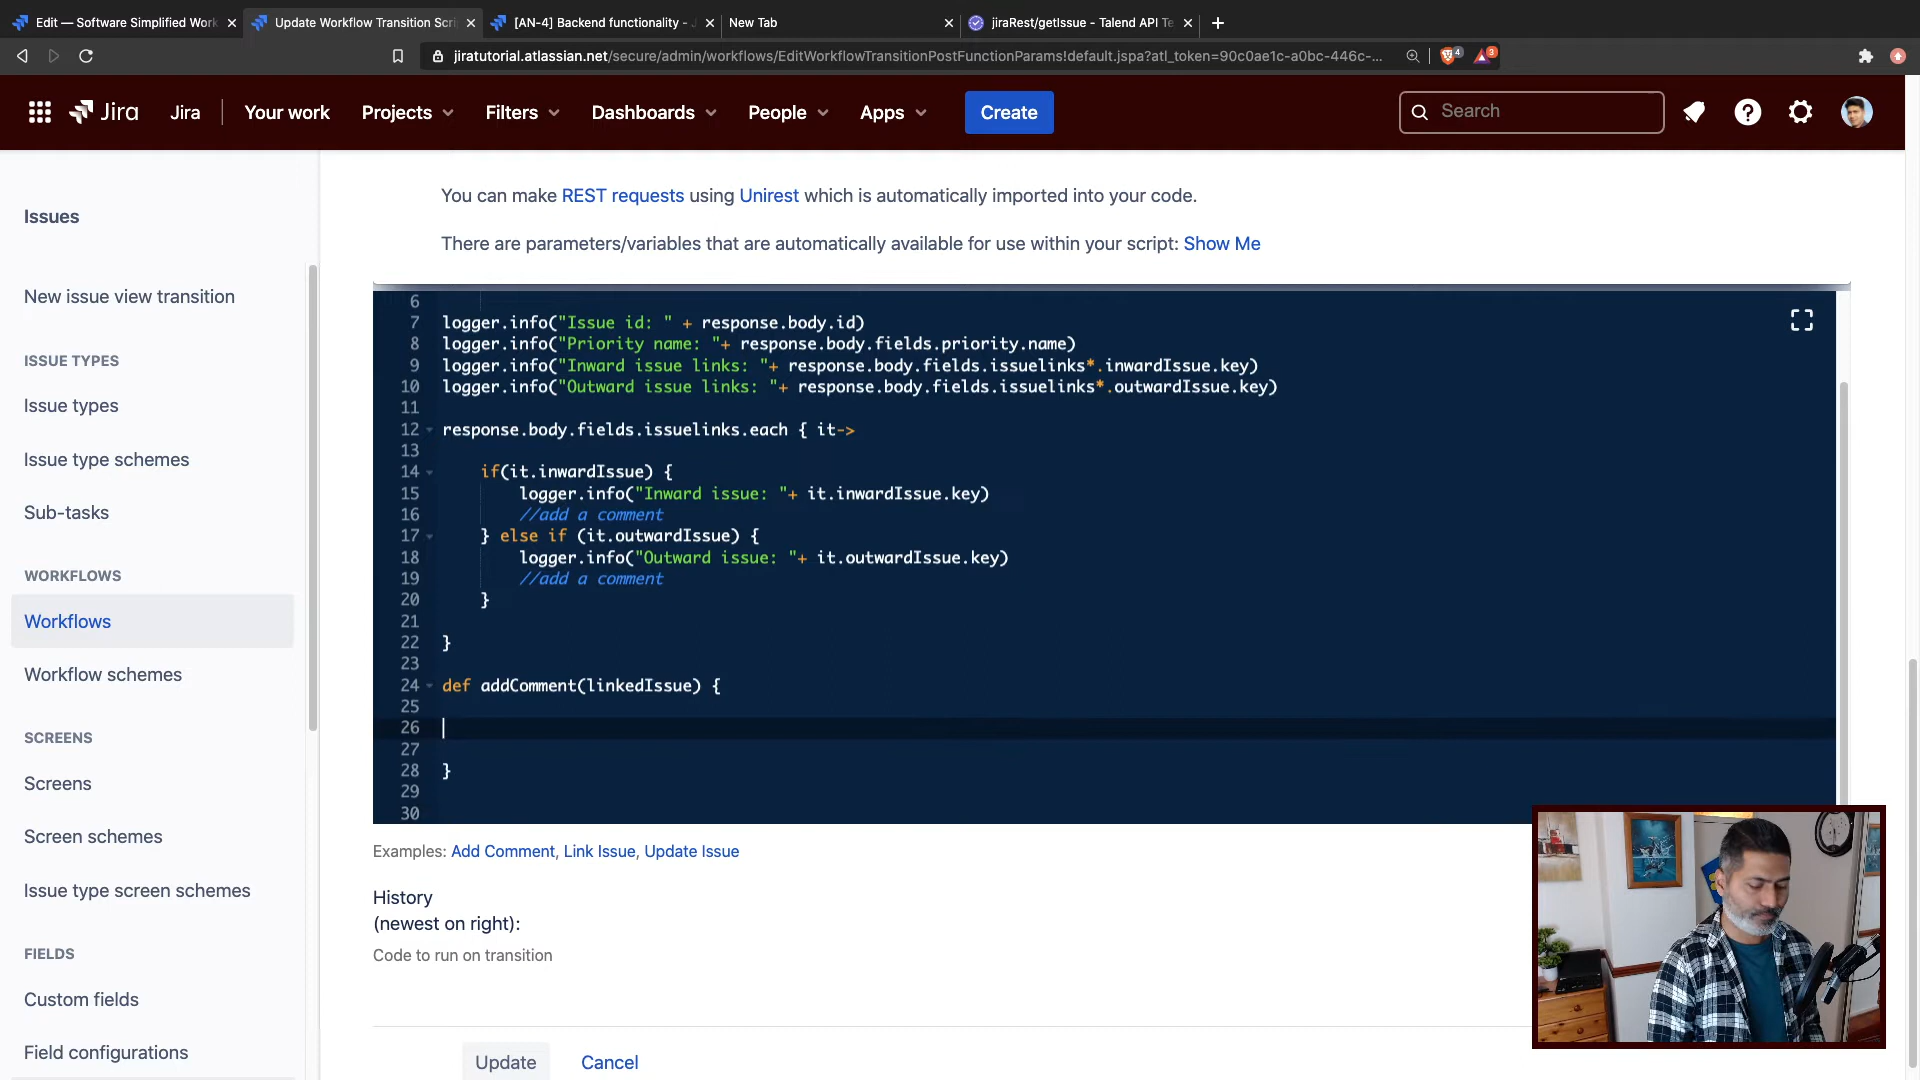 Edit — Software Simplified Work
Update Workflow Transition Scri
[AN-4] Backend functionality - J
New Tab
jiraRest/getIssue - Talend API Te
jiratutorial.atlassian.net/secure/admin/workflows/EditWorkflowTransitionPostFunctionParams!default.jspa?atl_token=90c0ae1c-a0bc-446c-...
4
3
Jira
Jira
Your work
Projects
Filters
Dashboards
People
Apps
Create
Search
Issues
New issue view transition
ISSUE TYPES
Issue types
Issue type schemes
Sub-tasks
WORKFLOWS
Workflows
Workflow schemes
SCREENS
Screens
Screen schemes
Issue type screen schemes
FIELDS
Custom fields
Field configurations
You can make REST requests using Unirest which is automatically imported into your code.
There are parameters/variables that are automatically available for use within your script: Show Me
6
7 logger.info("Issue id: " + response.body.id)
8 logger.info("Priority name: "+ response.body.fields.priority.name)
9 logger.info("Inward issue links: "+ response.body.fields.issuelinks*.inwardIssue.key)
10 logger.info("Outward issue links: "+ response.body.fields.issuelinks*.outwardIssue.key)
11
12 response.body.fields.issuelinks.each { it->
13
14 if(it.inwardIssue) {
15 logger.info("Inward issue: "+ it.inwardIssue.key)
16 //add a comment
17 } else if (it.outwardIssue) {
18 logger.info("Outward issue: "+ it.outwardIssue.key)
19 //add a comment
20 }
21
22 }
23
24 def addComment(linkedIssue) {
25
26
27
28 }
29
30
Examples: Add Comment, Link Issue, Update Issue
History
(newest on right):
Code to run on transition
Update
Cancel